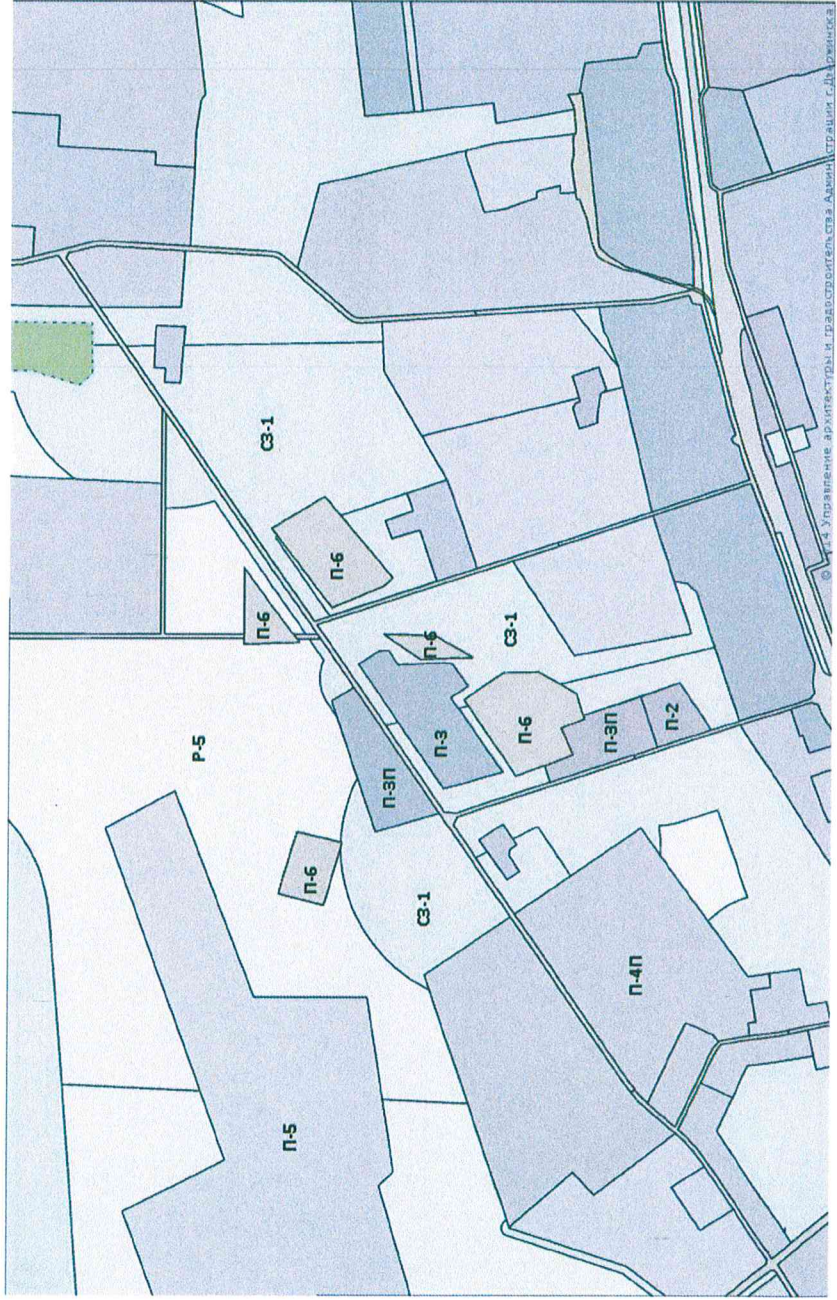 Р-5
П-6
СЗ-1
П-5
П-6
П-6
П-3П
СЗ-1
П-6
П-3
СЗ-1
П-6
П-3П
П-4П
П-2
© 2014 Управление архитектуры и градостроительства Администрации г.Дзержинска